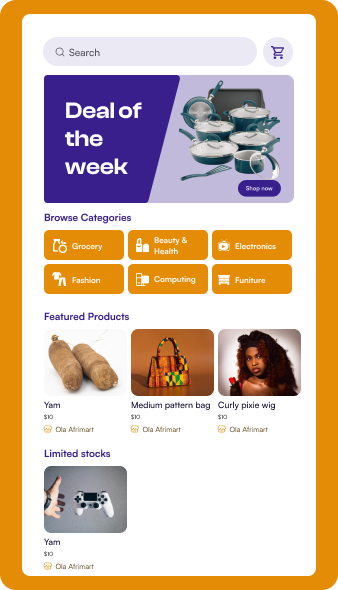 Search
Deal of
the
week
Shop now
Browse Categories
Grocery
Beauty &
Health
Electronics
Fashion
Computing
Funiture
Featured Products
Yam
$10
Ola Afrimart
Medium pattern bag
$10
Ola Afrimart
Curly pixie wig
$10
Ola Afrimart
Limited stocks
Yam
$10
Ola Afrimart